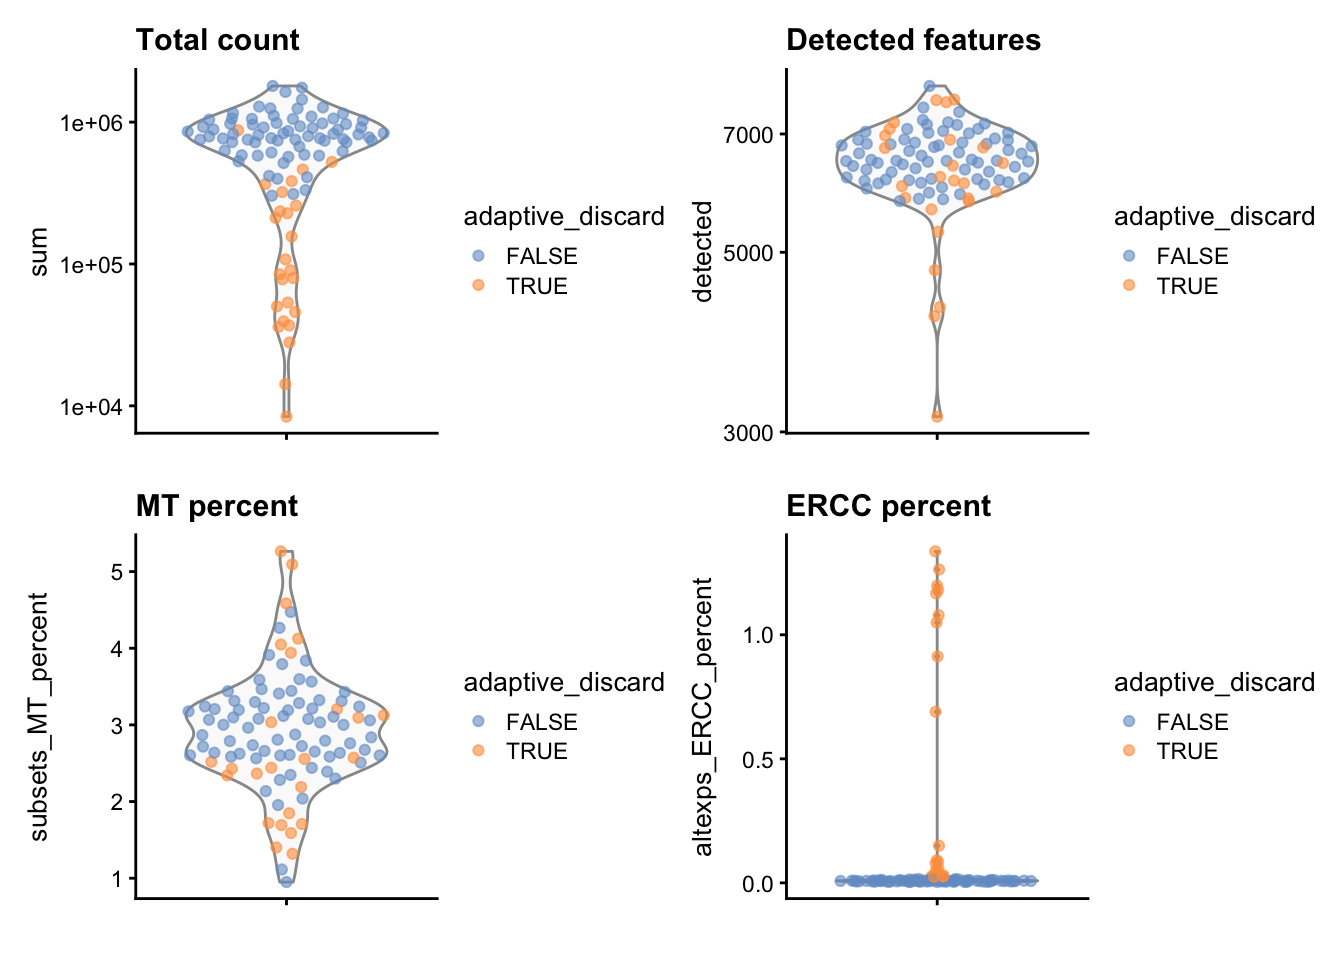 Total count
sum
1e+06
1e+05
1e+04
adaptive_discard
FALSE
TRUE
Detected features
detected
7000
5000
3000
adaptive_discard
FALSE
TRUE
MT percent
subsets_MT_percent
5
4
3
2
1
adaptive_discard
FALSE
TRUE
ERCC percent
altexps_ERCC_percent
1.0
0.5
0.0
adaptive_discard
FALSE
TRUE